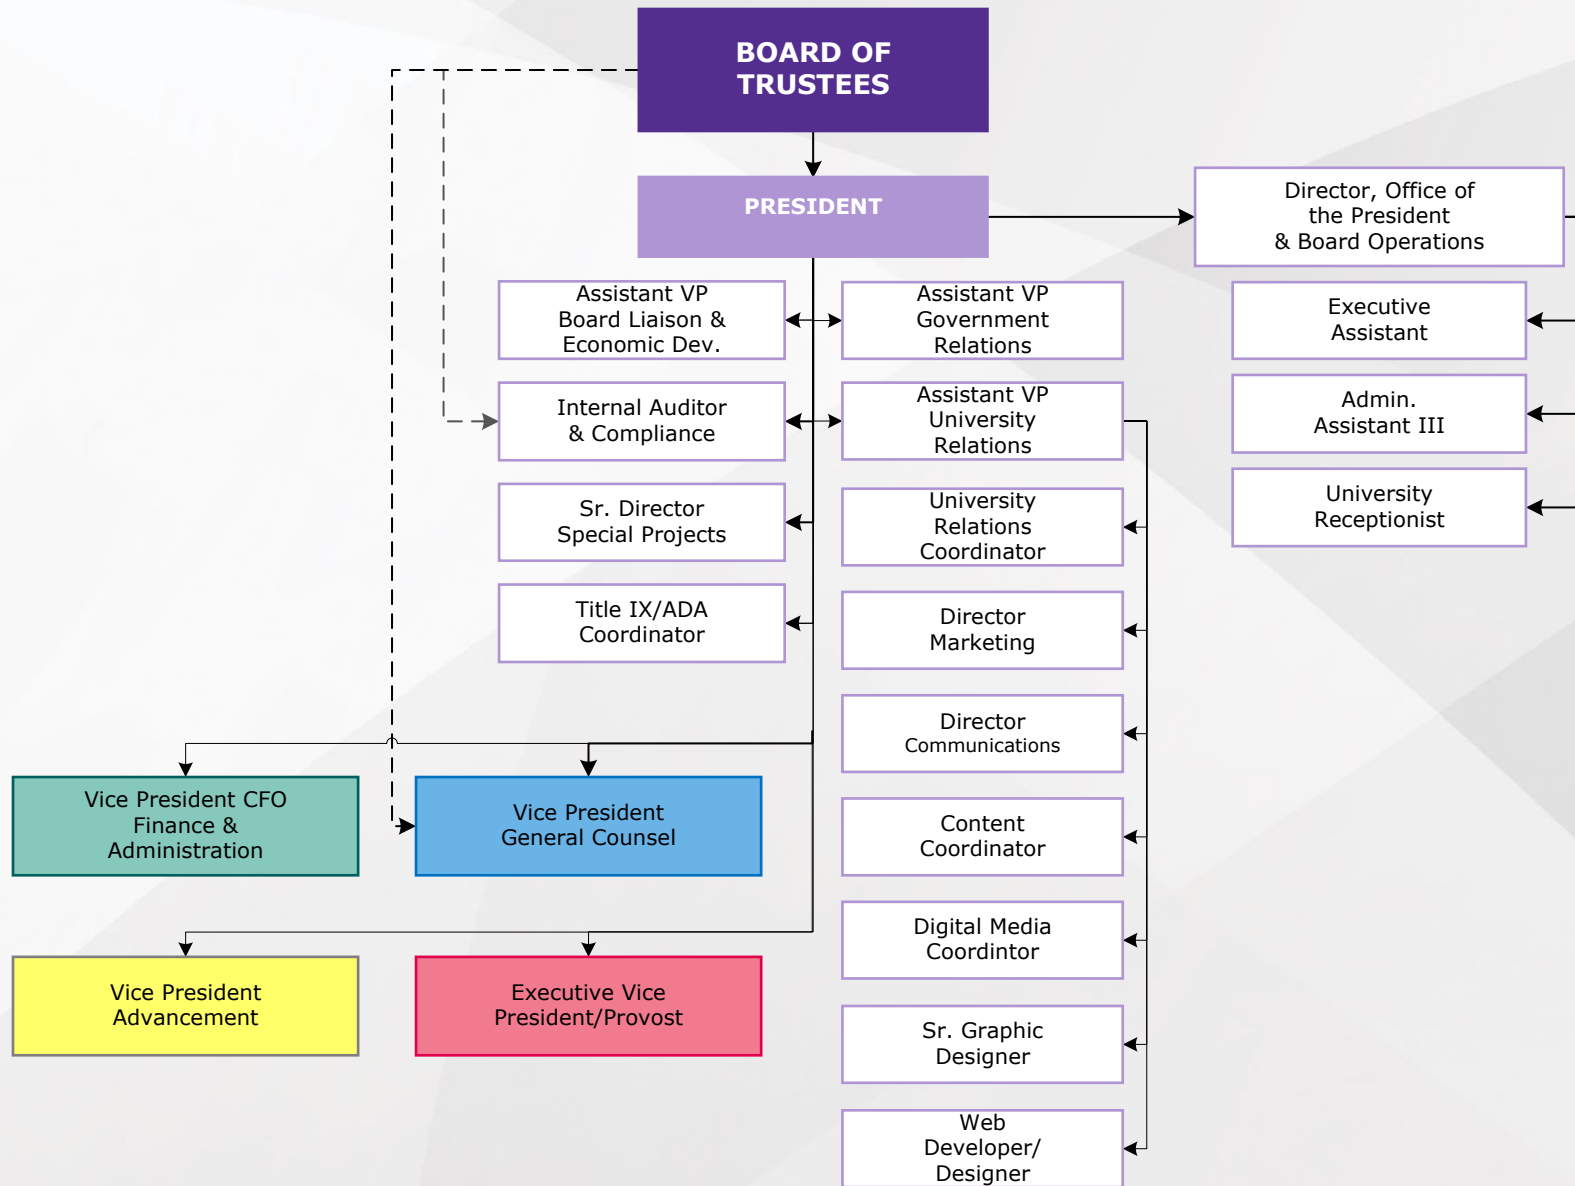 BOARD OF
TRUSTEES
PRESIDENT
Director, Office of
the President
& Board Operations
Assistant VP
Board Liaison &
Economic Dev.
Assistant VP
Government
Relations
Executive
Assistant
Internal Auditor
& Compliance
Assistant VP
University
Relations
Admin.
Assistant III
Sr. Director
Special Projects
University
Relations
Coordinator
University
Receptionist
Title IX/ADA
Coordinator
Director
Marketing
Director
Communications
Vice President CFO
Finance &
Administration
Vice President
General Counsel
Content
Coordinator
Digital Media
Coordintor
Vice President
Advancement
Executive Vice
President/Provost
Sr. Graphic
Designer
Web
Developer/
Designer